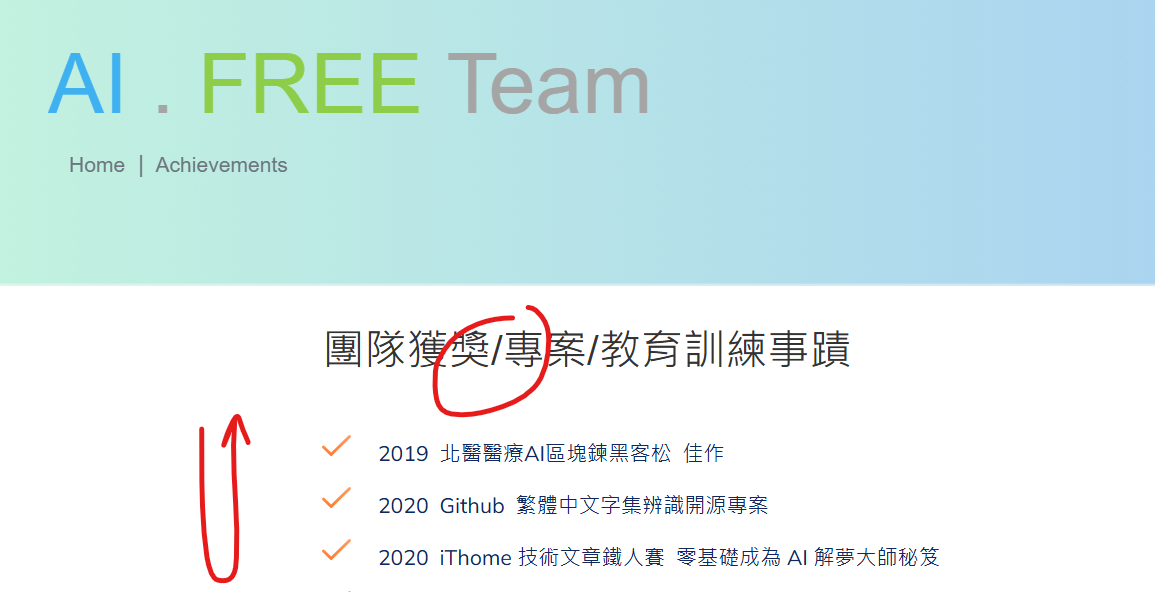 AI . FREE Team
Home | Achievements
團隊獲獎/專案/教育訓練事蹟
2019 北醫醫療AI區塊鍊黑客松 佳作
2020 Github 繁體中文字集辨識開源專案
2020 iThome 技術文章鐵人賽 零基礎成為 AI 解夢大師秘笈